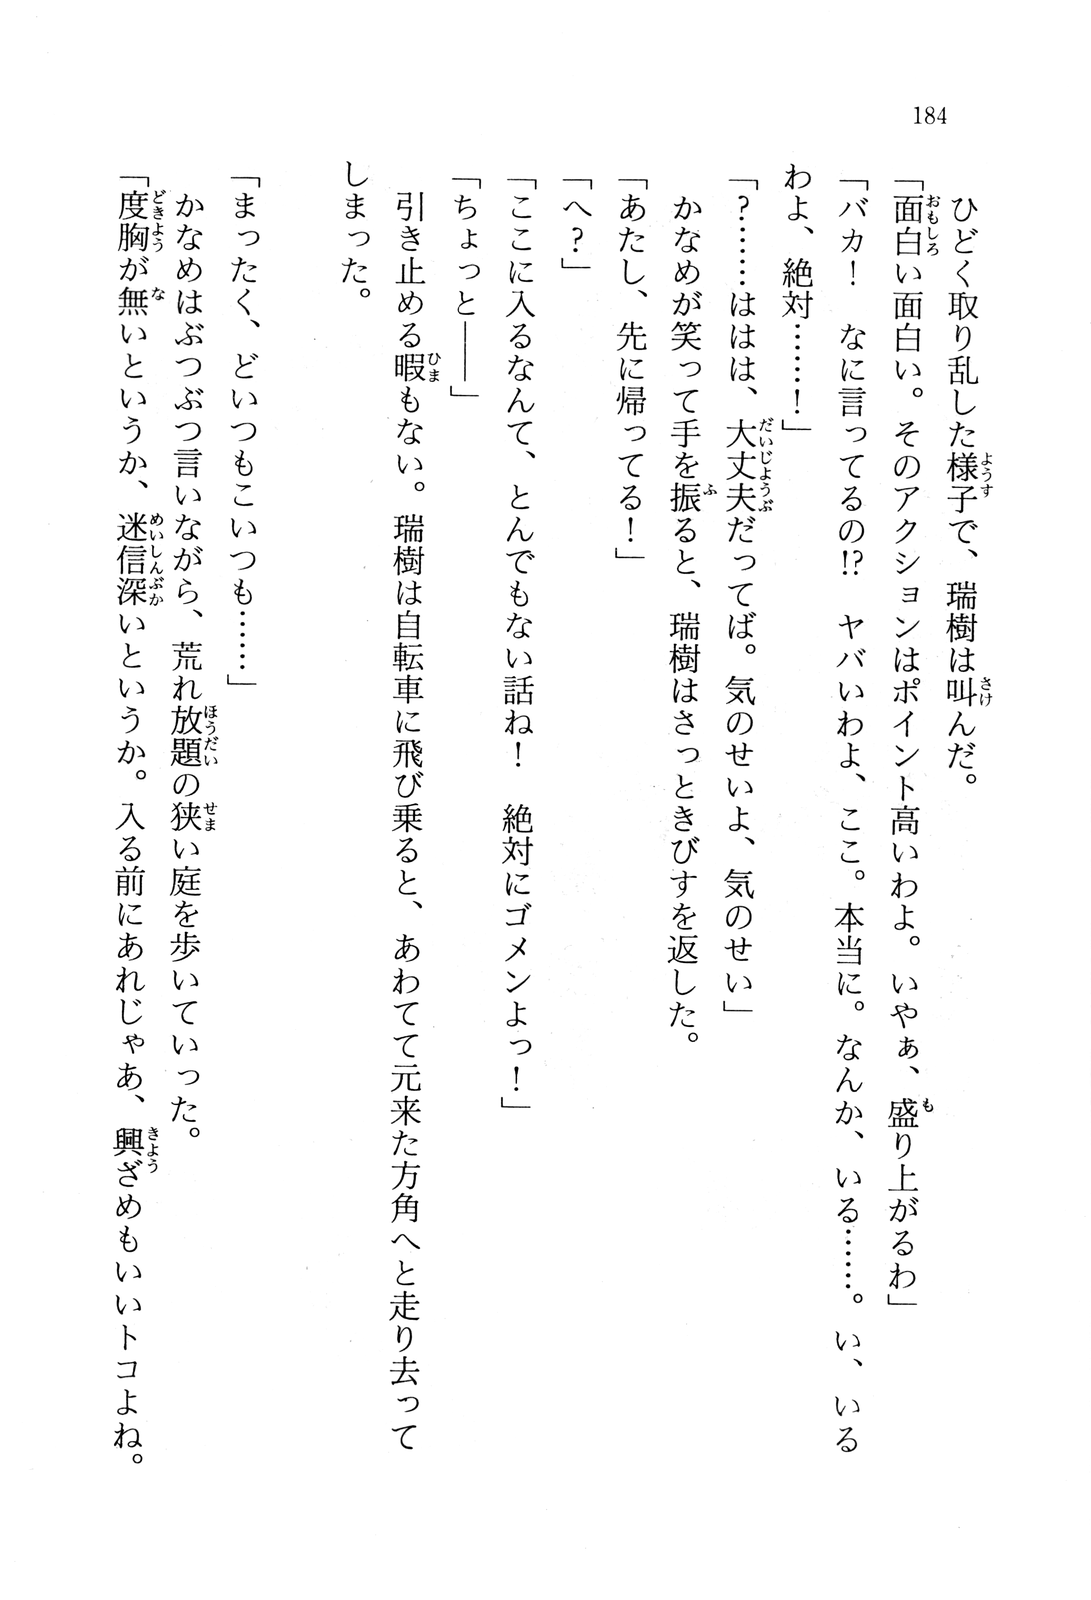 184
ひどく取り乱した様子で、瑞樹は叫んだ。
「面白い面白い。そのアクションはポイント高いわよ。いやぁ、盛り上がるわ」
「バカ！　なに言ってるの!?　ヤバいわよ、ここ。本当に。なんか、いる……。い、いる
わよ、絶対……！」
「？……ははは、大丈夫だってば。気のせいよ、気のせい」
かなめが笑って手を振ると、瑞樹はさっときびすを返した。
「あたし、先に帰ってる！」
「へ？」
「ここに入るなんて、とんでもない話ね！　絶対にゴメンよっ！」
「ちょっと――」
引き止める暇もない。瑞樹は自転車に飛び乗ると、あわてて元来た方角へと走り去って
しまった。
「まったく、どいつもこいつも……」
かなめはぶつぶつ言いながら、荒れ放題の狭い庭を歩いていった。
「度胸が無いというか、迷信深いというか。入る前にあれじゃあ、興ざめもいいトコよね。